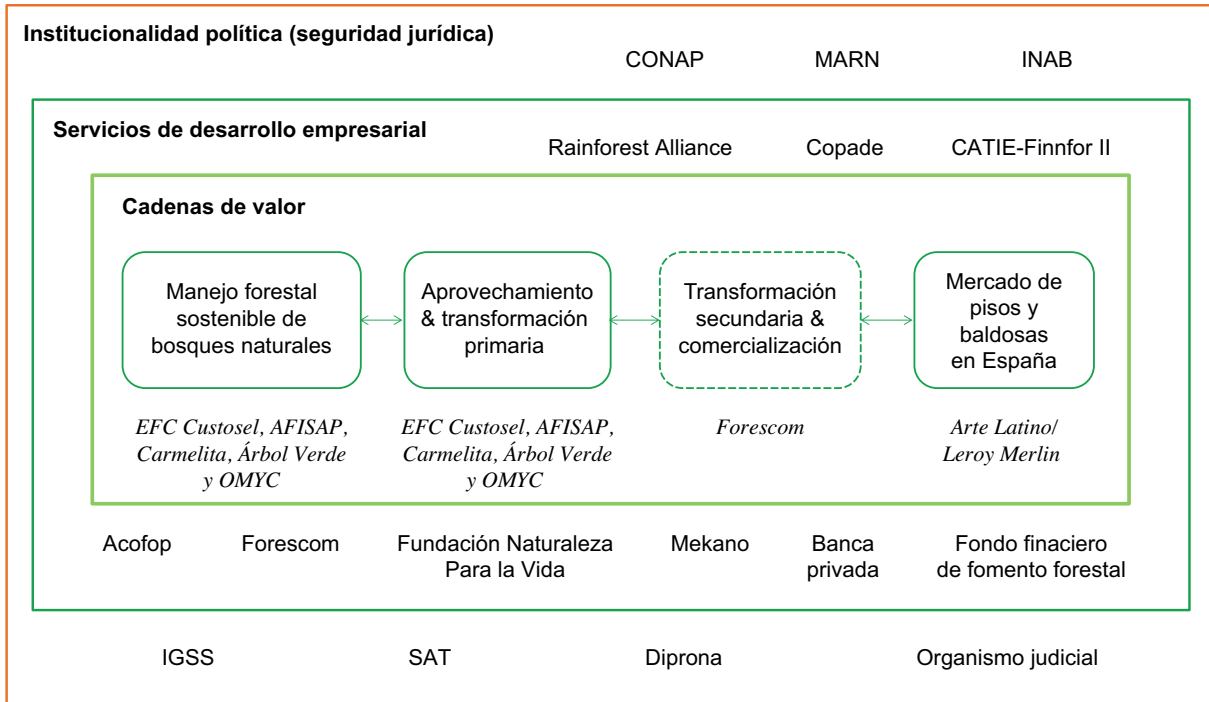 Institucionalidad política (seguridad jurídica)
CONAP MARN INAB
Servicios de desarrollo empresarial
Rainforest Alliance Copade CATIE-Finnfor II
Cadenas de valor
Manejo forestal
sostenible de
bosques naturales
Aprovechamiento
& transformación
primaria
Transformación
secundaria &
comercialización
Mercado de
pisos y
baldosas
en España
EFC Custosel, AFISAP,
Carmelita, Árbol Verde
y OMYC
EFC Custosel, AFISAP,
Carmelita, Árbol Verde
y OMYC
Forescom
Arte Latino/
Leroy Merlin
Acofop
Forescom
Fundación Naturaleza
Para la Vida
Mekano
Banca
privada
Fondo finaciero
de fomento forestal
IGSS SAT Diprona Organismo judicial